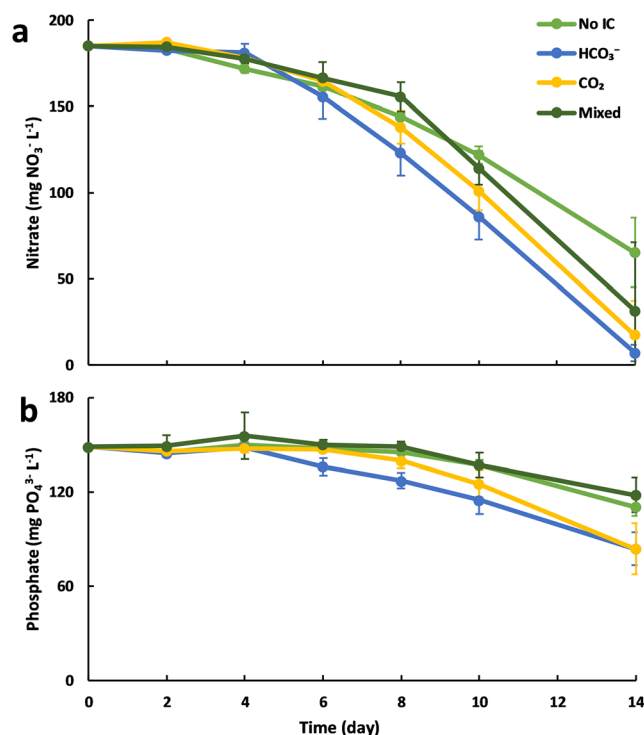 a
200
150
100
50
0
Nitrate (mg NO₃⁻ L⁻¹)
No IC
HCO₃⁻
CO₂
Mixed
b
180
120
60
0
Phosphate (mg PO₄³⁻ L⁻¹)
0 2 4 6 8 10 12 14
Time (day)